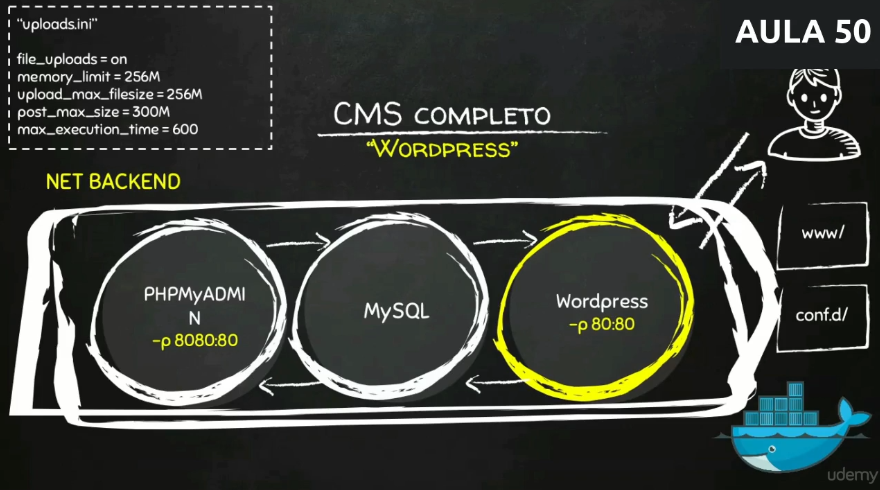 "uploads.ini"
file_uploads = on
memory_limit = 256M
upload_max_filesize = 256M
post_max_size = 300M
max_execution_time = 600
AULA 50
CMS COMPLETO
"WORDPRESS"
NET BACKEND
PHPMyADMI
N
-p 8080:80
MySQL
Wordpress
-p 80:80
www/
conf.d/
udemy